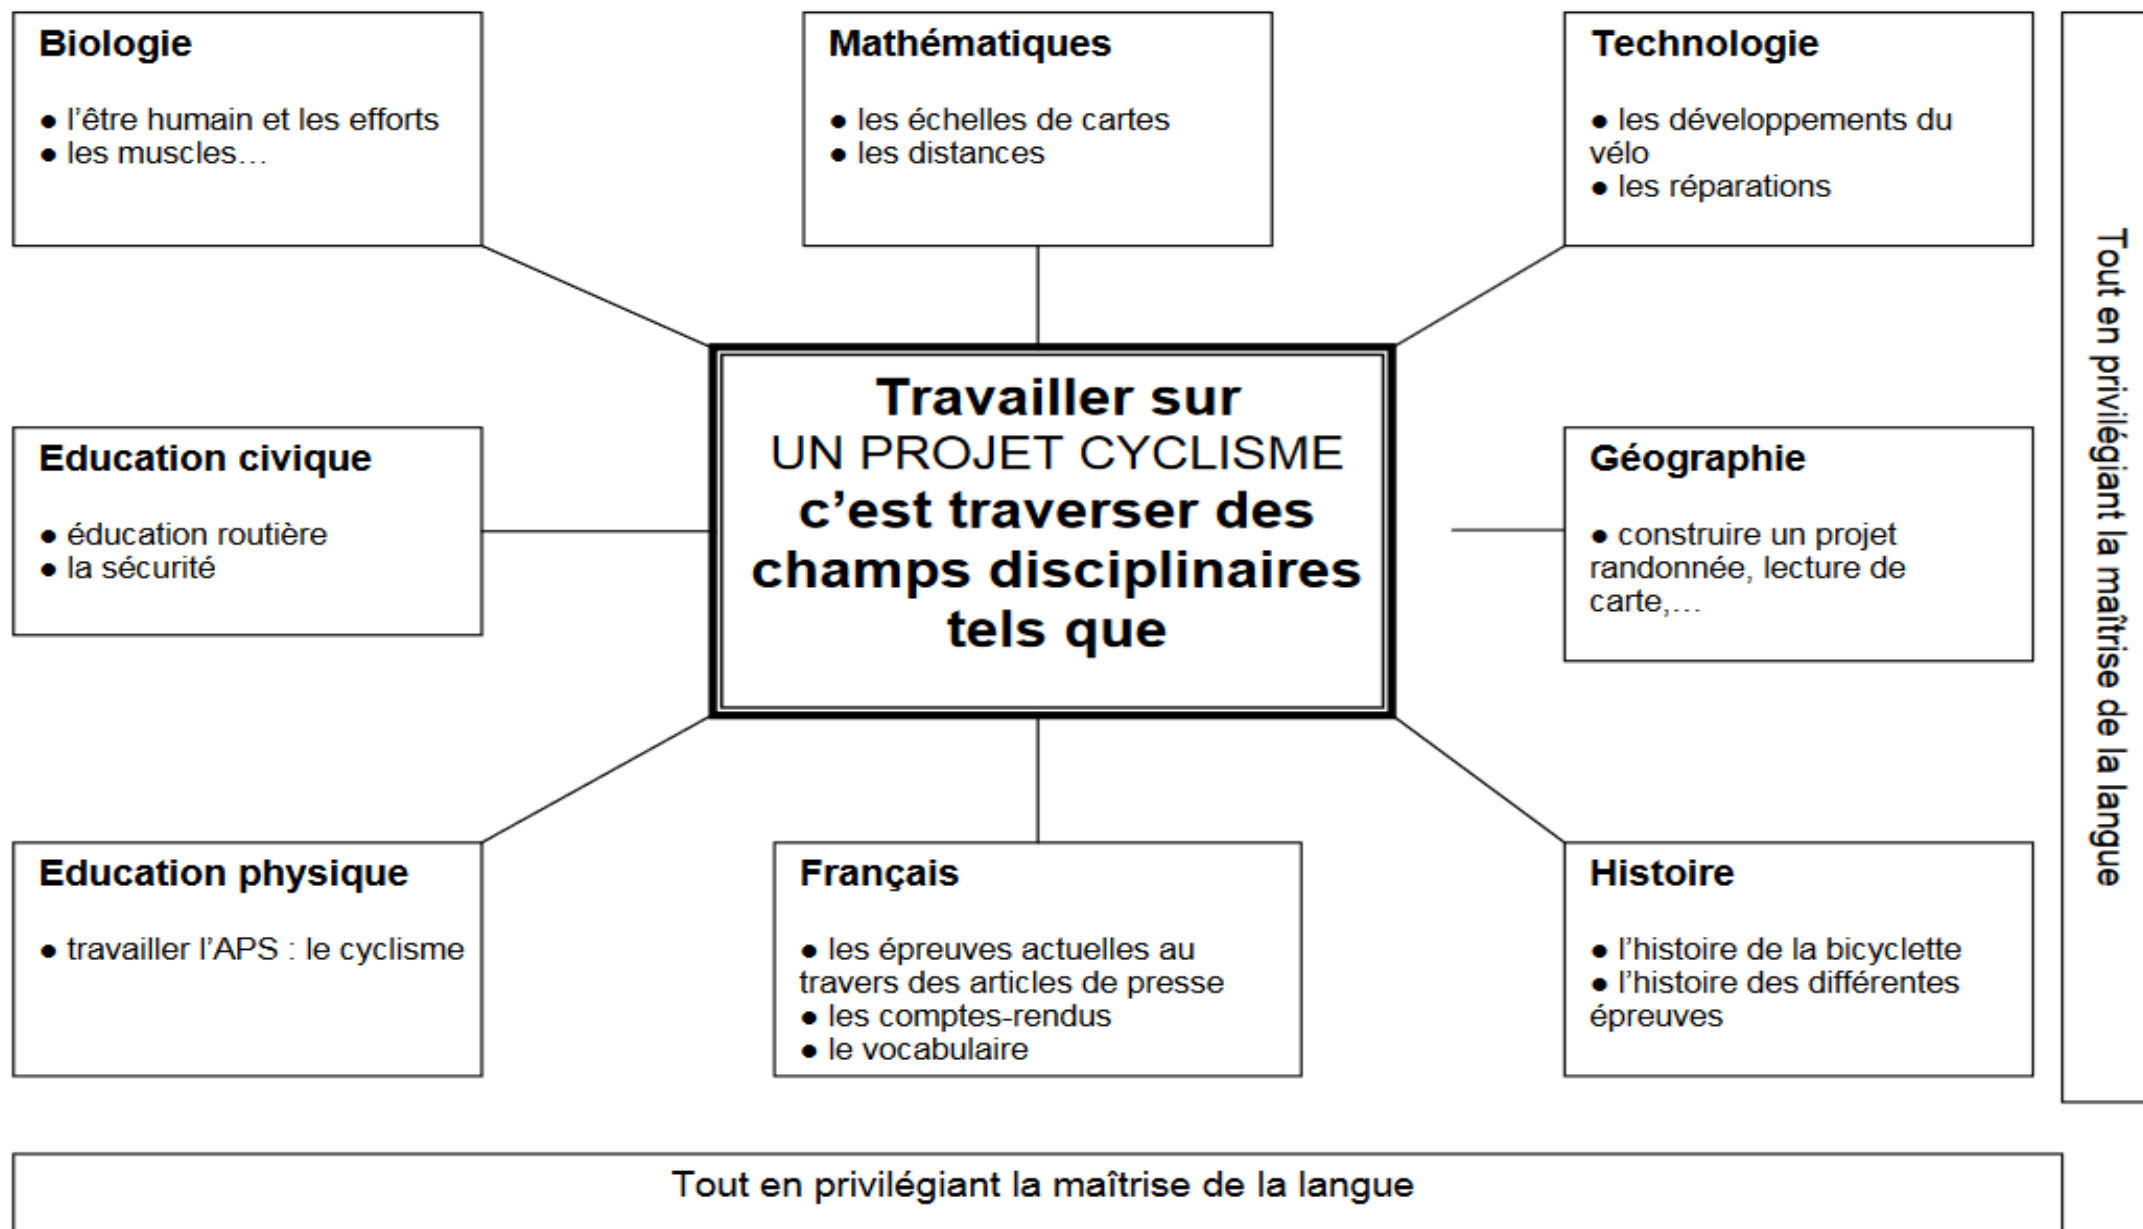 Biologie
● l'être humain et les efforts
● les muscles…
Mathématiques
● les échelles de cartes
● les distances
Technologie
● les développements du
vélo
● les réparations
Travailler sur
UN PROJET CYCLISME
c'est traverser des
champs disciplinaires
tels que
Education civique
● éducation routière
● la sécurité
Géographie
● construire un projet
randonnée, lecture de
carte,…
Education physique
● travailler l'APS : le cyclisme
Français
● les épreuves actuelles au
travers des articles de presse
● les comptes-rendus
● le vocabulaire
Histoire
● l'histoire de la bicyclette
● l'histoire des différentes
épreuves
Tout en privilégiant la maîtrise de la langue
Tout en privilégiant la maîtrise de la langue